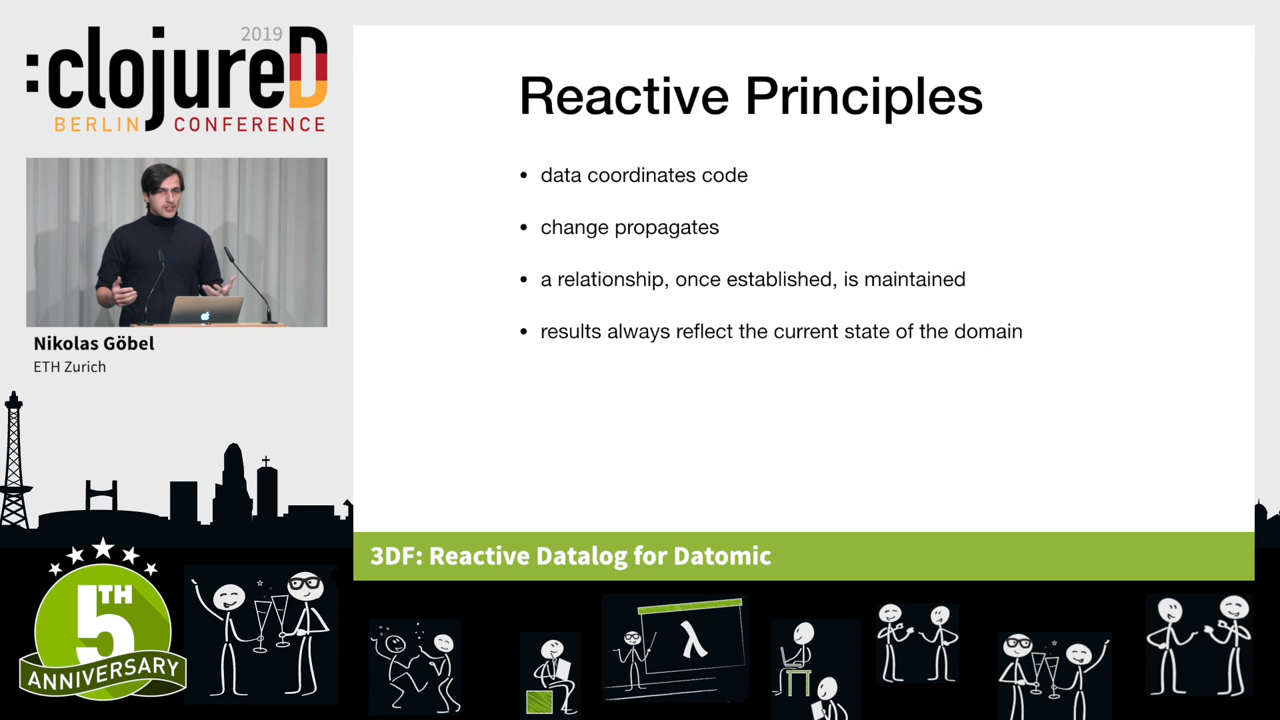 2019
:clojureD
BERLIN CONFERENCE
Nikolas Göbel
ETH Zurich
Reactive Principles
• data coordinates code
• change propagates
• a relationship, once established, is maintained
• results always reflect the current state of the domain
3DF: Reactive Datalog for Datomic
5TH
ANNIVERSARY
λ